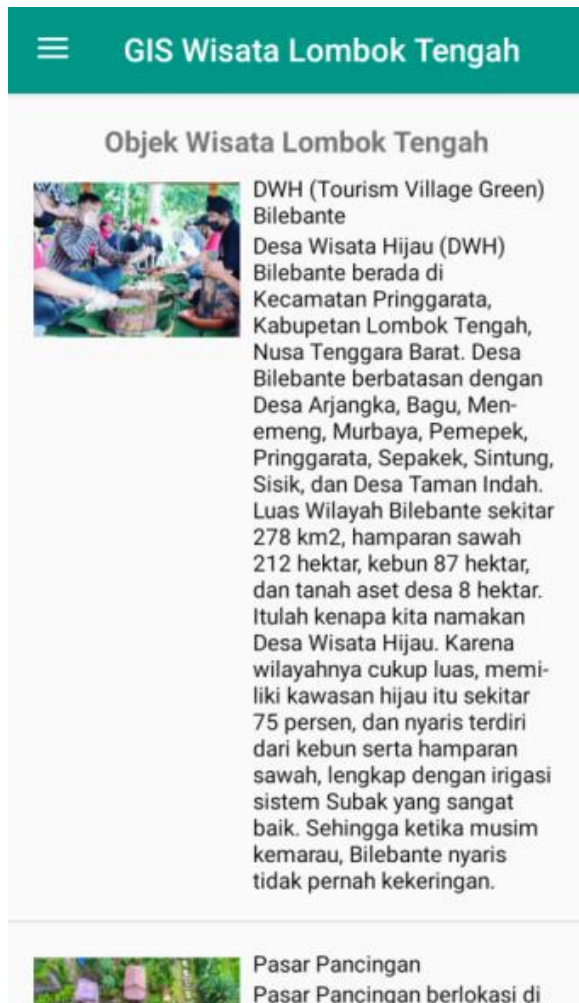 GIS Wisata Lombok Tengah
Objek Wisata Lombok Tengah
DWH (Tourism Village Green)
Bilebante
Desa Wisata Hijau (DWH)
Bilebante berada di
Kecamatan Pringgarata,
Kabupetan Lombok Tengah,
Nusa Tenggara Barat. Desa
Bilebante berbatasan dengan
Desa Arjangka, Bagu, Men-
emeng, Murbaya, Pemepek,
Pringgarata, Sepakek, Sintung,
Sisik, dan Desa Taman Indah.
Luas Wilayah Bilebante sekitar
278 km2, hamparan sawah
212 hektar, kebun 87 hektar,
dan tanah aset desa 8 hektar.
Itulah kenapa kita namakan
Desa Wisata Hijau. Karena
wilayahnya cukup luas, memi-
liki kawasan hijau itu sekitar
75 persen, dan nyaris terdiri
dari kebun serta hamparan
sawah, lengkap dengan irigasi
sistem Subak yang sangat
baik. Sehingga ketika musim
kemarau, Bilebante nyaris
tidak pernah kekeringan.
Pasar Pancingan
Pasar Pancingan berlokasi di